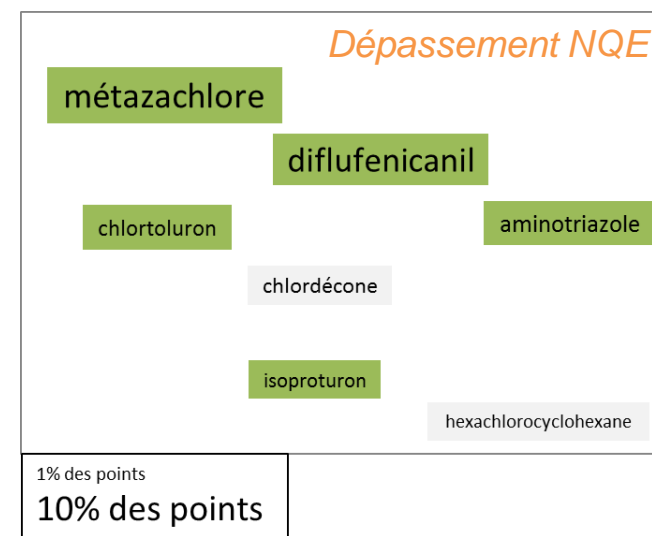 Dépassement NQE
métazachlore
diflufenicanil
chlortoluron
aminotriazole
chlordécone
isoproturon
hexachlorocyclohexane
1% des points
10% des points